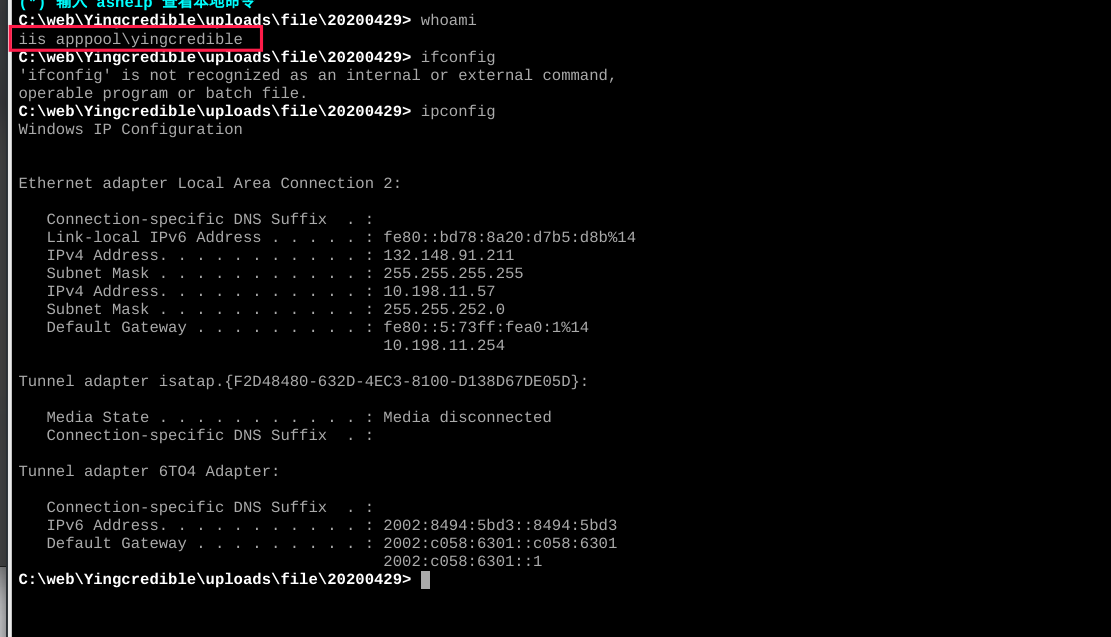 (*) 输入 ashelp 查看本地命令
C:\web\Yingcredible\uploads\file\20200429> whoami
iis apppool\yingcredible
C:\web\Yingcredible\uploads\file\20200429> ifconfig
'ifconfig' is not recognized as an internal or external command,
operable program or batch file.
C:\web\Yingcredible\uploads\file\20200429> ipconfig
Windows IP Configuration
Ethernet adapter Local Area Connection 2:
Connection-specific DNS Suffix  . :
Link-local IPv6 Address . . . . . : fe80::bd78:8a20:d7b5:d8b%14
IPv4 Address. . . . . . . . . . . : 132.148.91.211
Subnet Mask . . . . . . . . . . . : 255.255.255.255
IPv4 Address. . . . . . . . . . . : 10.198.11.57
Subnet Mask . . . . . . . . . . . : 255.255.252.0
Default Gateway . . . . . . . . . : fe80::5:73ff:fea0:1%14
10.198.11.254
Tunnel adapter isatap.{F2D48480-632D-4EC3-8100-D138D67DE05D}:
Media State . . . . . . . . . . . : Media disconnected
Connection-specific DNS Suffix  . :
Tunnel adapter 6TO4 Adapter:
Connection-specific DNS Suffix  . :
IPv6 Address. . . . . . . . . . . : 2002:8494:5bd3::8494:5bd3
Default Gateway . . . . . . . . . : 2002:c058:6301::c058:6301
2002:c058:6301::1
C:\web\Yingcredible\uploads\file\20200429>